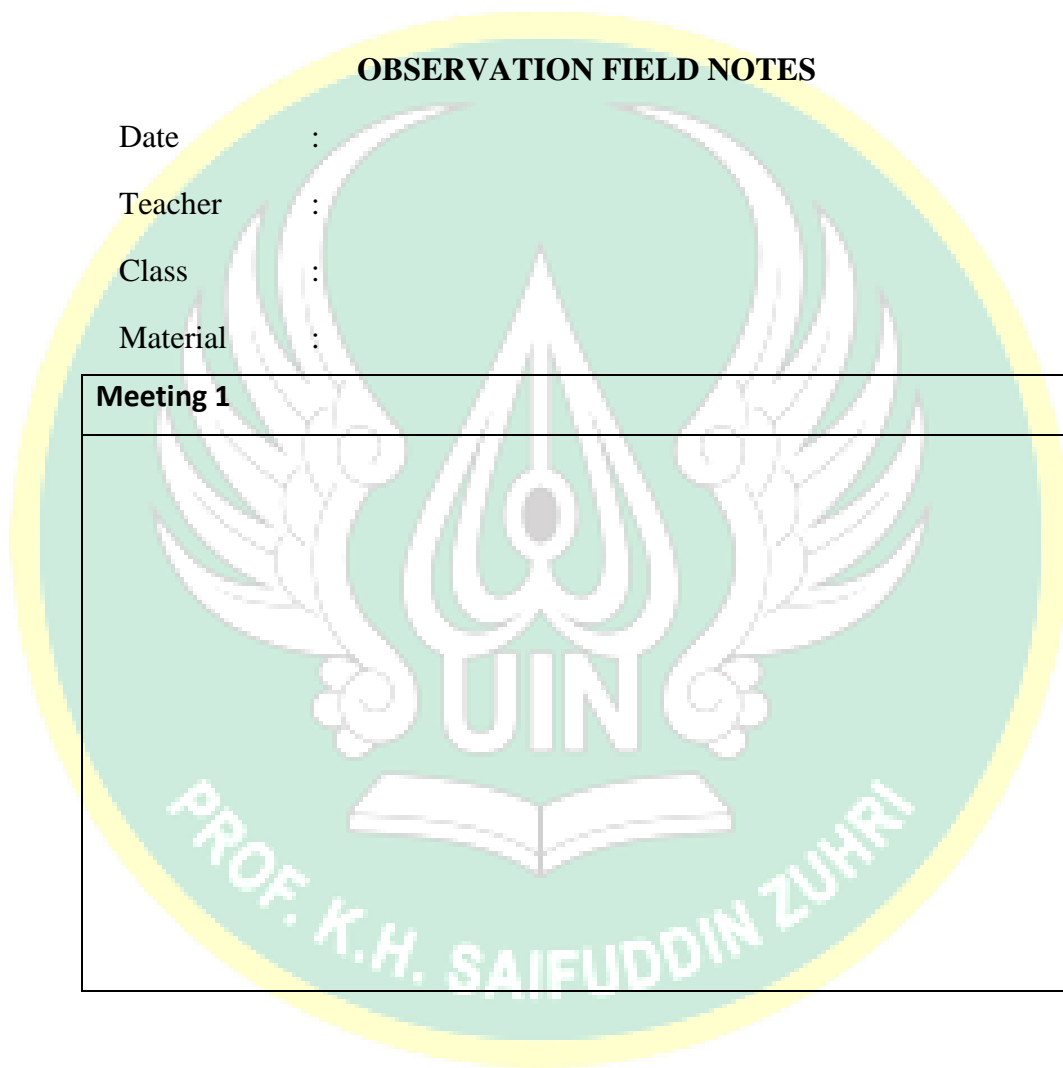 OBSERVATION FIELD NOTES
Date :
Teacher :
Class :
Material :
Meeting 1
UIN
PROF. K.H. SAIFUDDIN ZUHRI